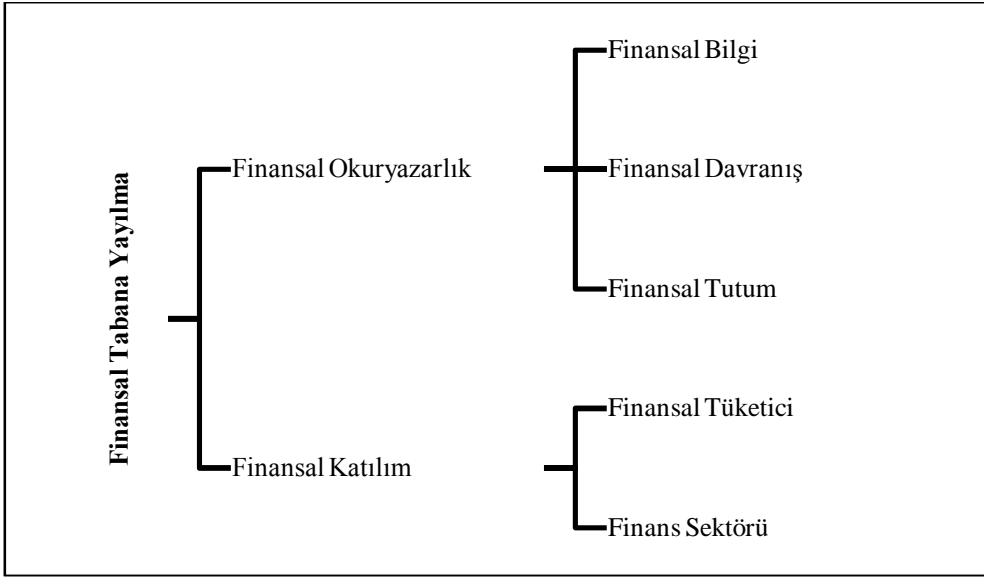 Finansal Tabana Yayılma
Finansal Okuryazarlık
Finansal Bilgi
Finansal Davranış
Finansal Tutum
Finansal Katılım
Finansal Tüketici
Finans Sektörü